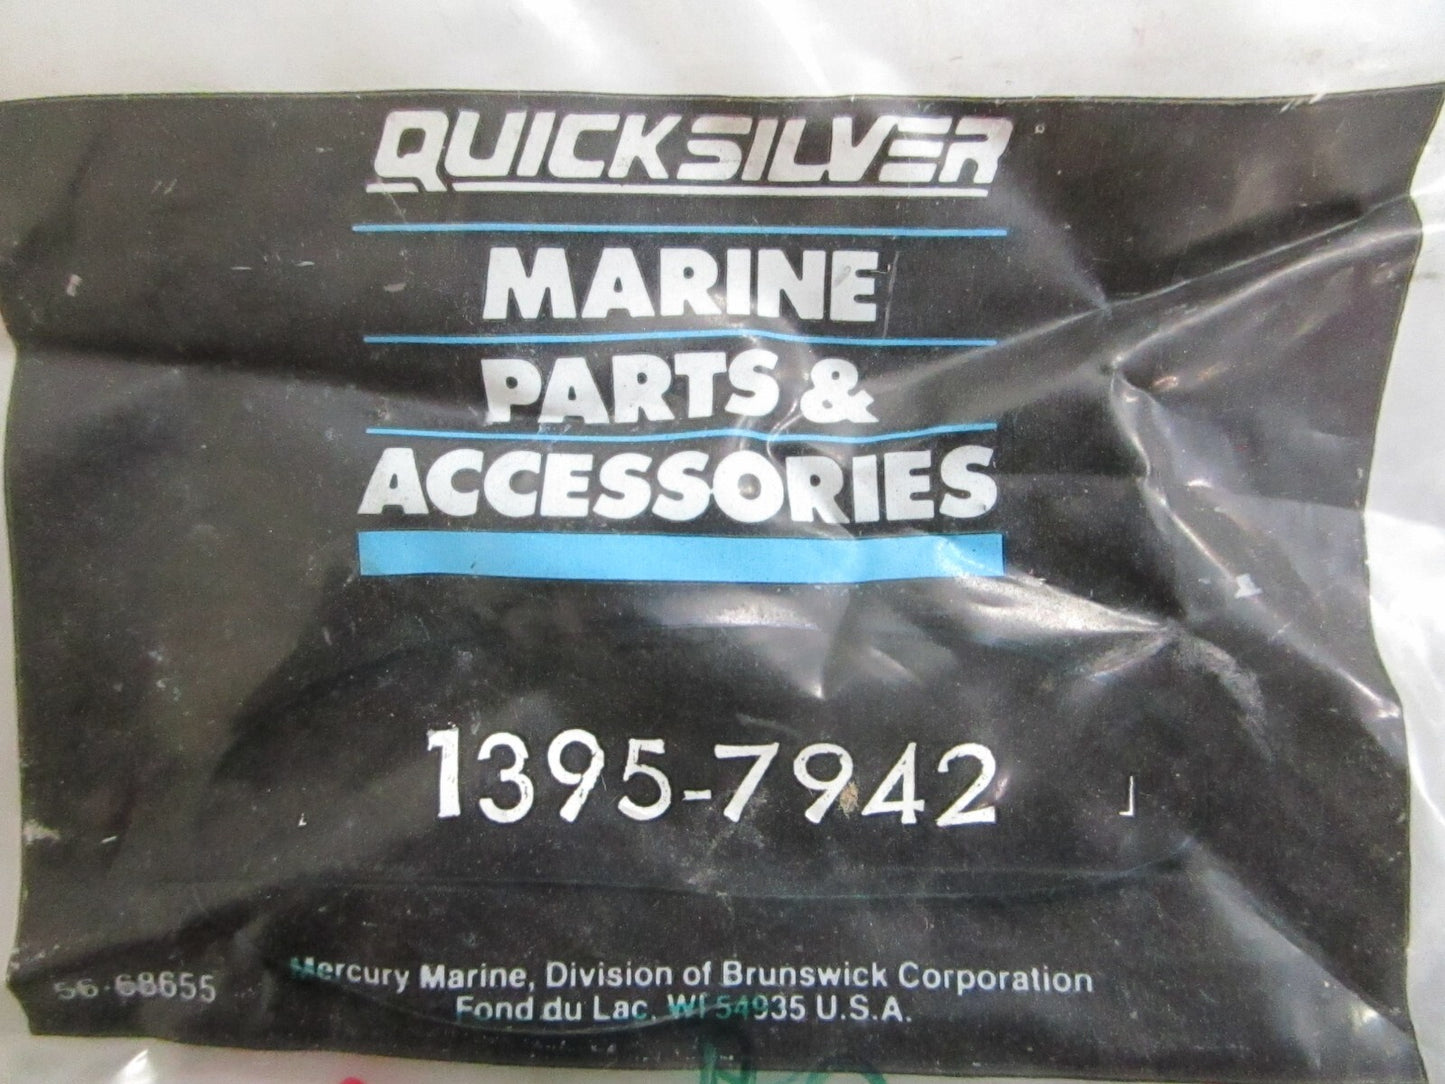 QUICKSILVER
MARINE
PARTS &
ACCESSORIES
1395-7942
56-68655
Mercury Marine, Division of Brunswick Corporation
Fond du Lac, WI 54935 U.S.A.